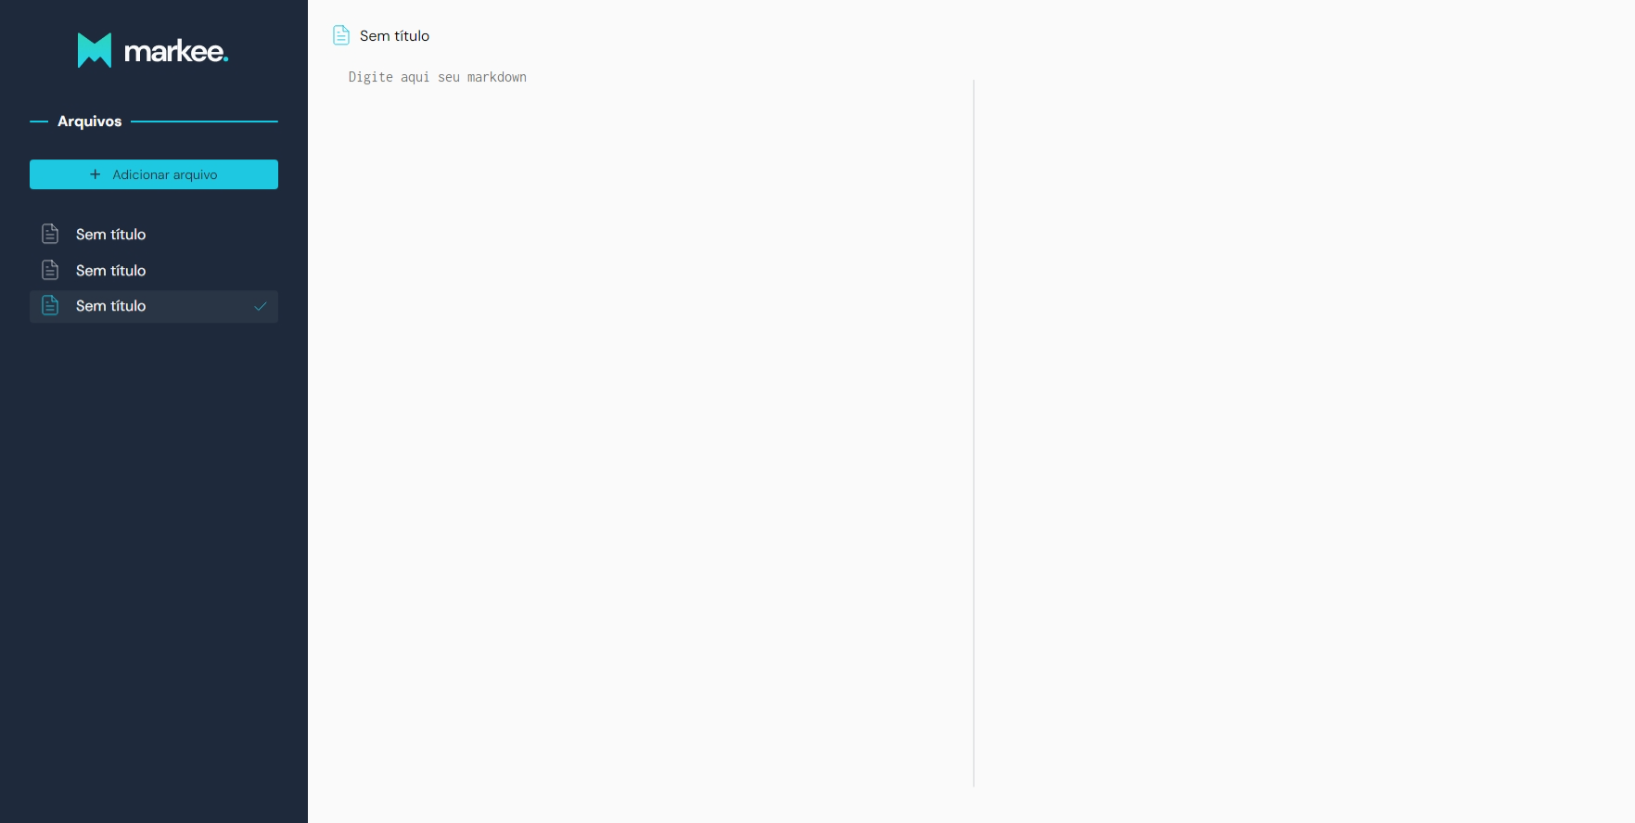 markee.
Arquivos
+ Adicionar arquivo
Sem título
Sem título
Sem título
Sem título
Digite aqui seu markdown